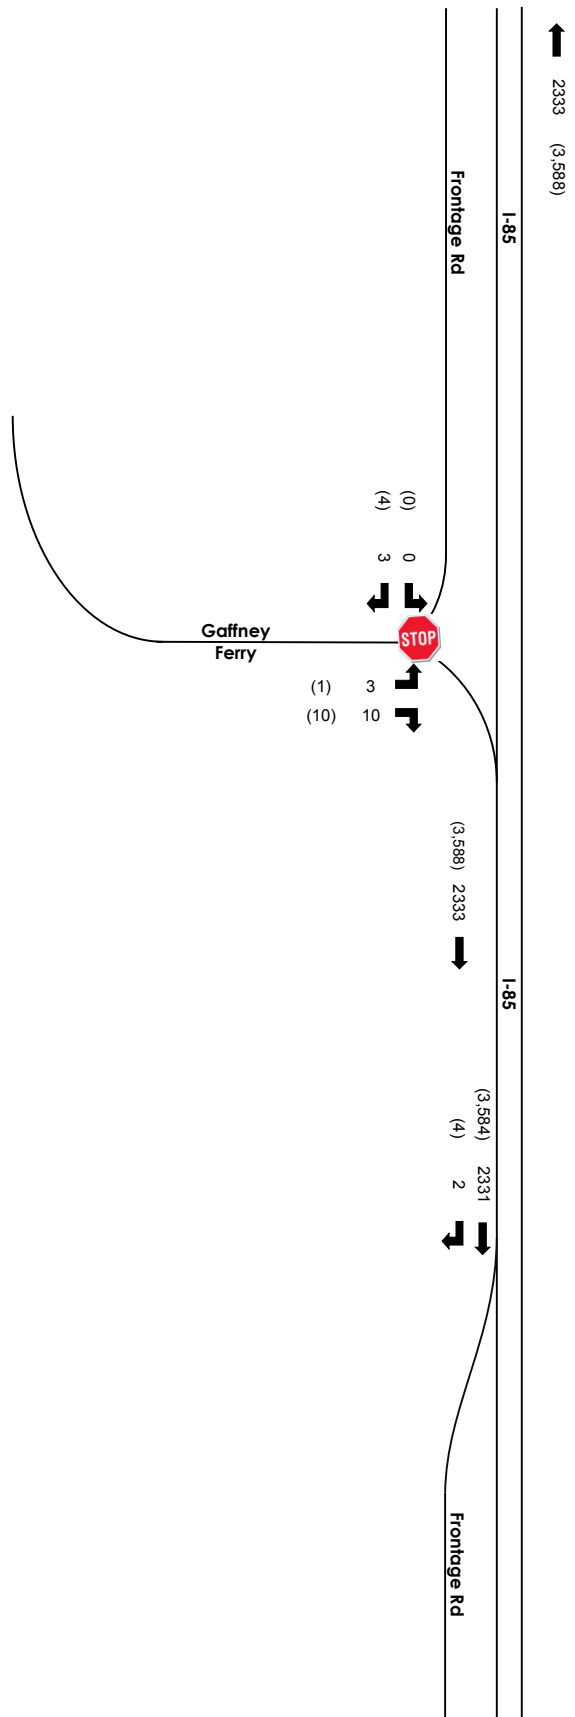 2333 (3,588)
I-85
Frontage Rd
(0) 0
(4) 3
STOP
Gaffney
Ferry
(1) 3
(10) 10
(3,588) 2333
I-85
(3,584) 2331
(4) 2
Frontage Rd